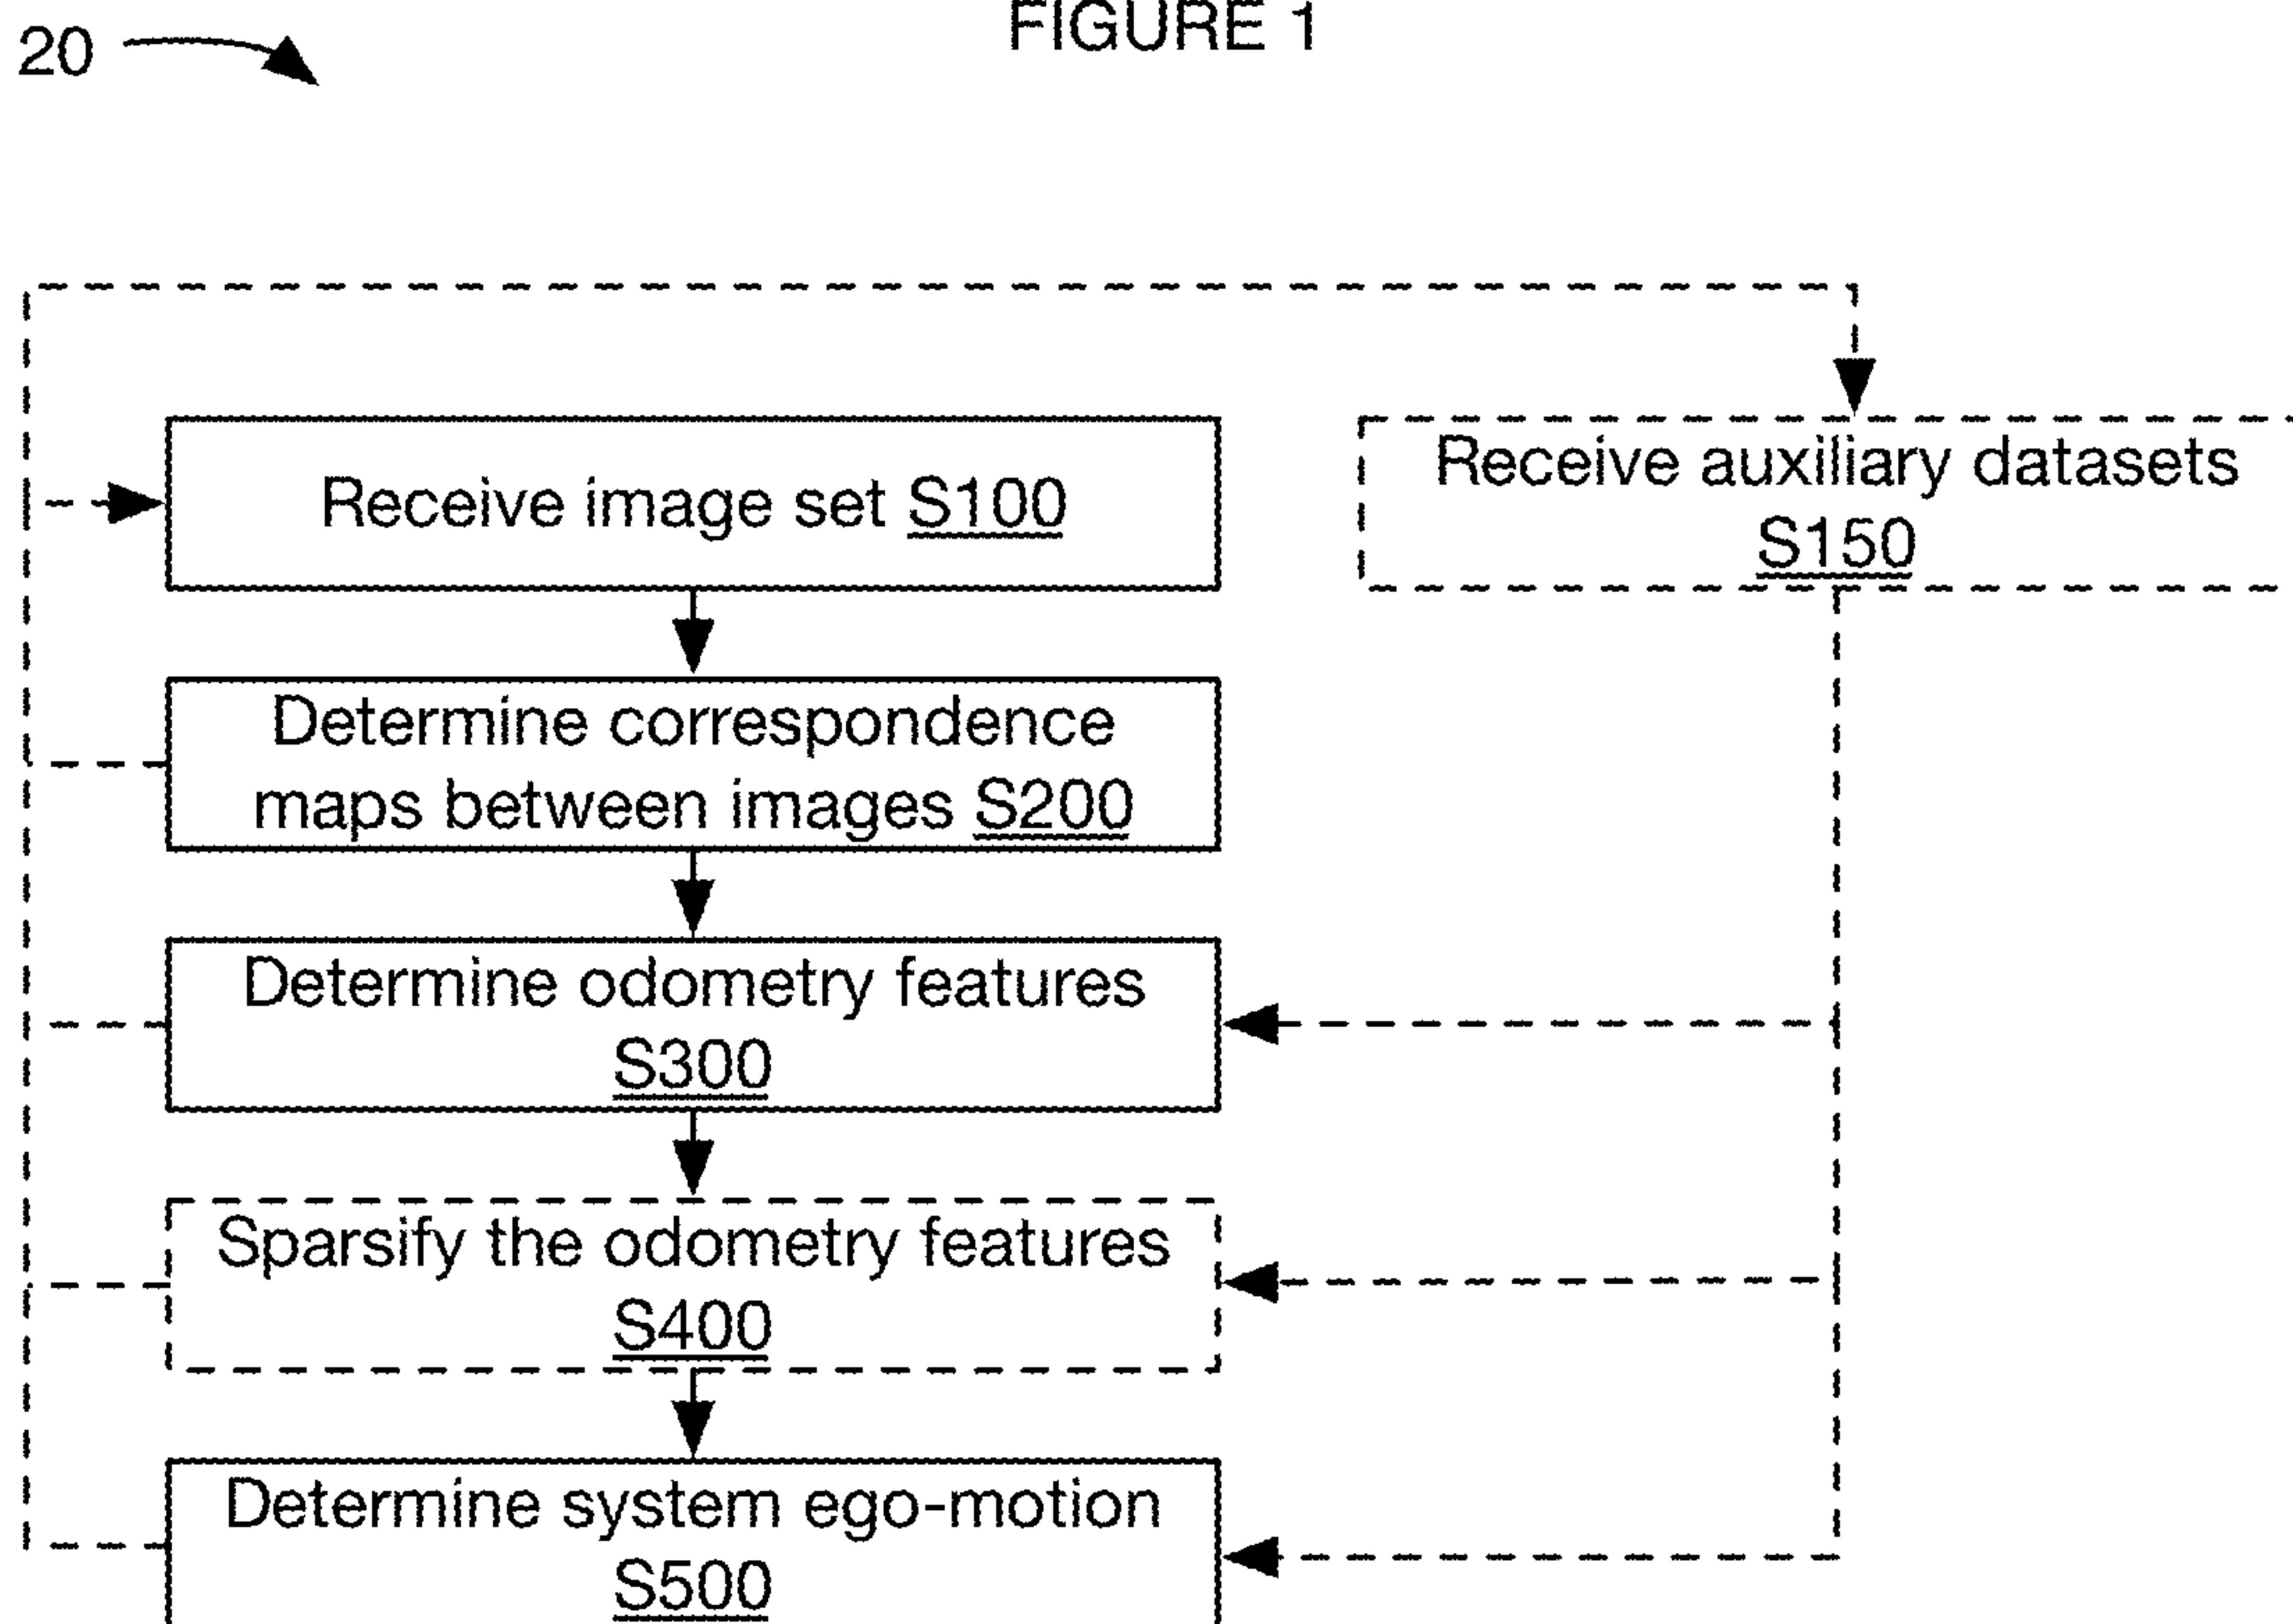 FIGURE 1
20
Receive image set S100
Receive auxiliary datasets
S150
Determine correspondence
maps between images S200
Determine odometry features
S300
Sparsify the odometry features
S400
Determine system ego-motion
S500